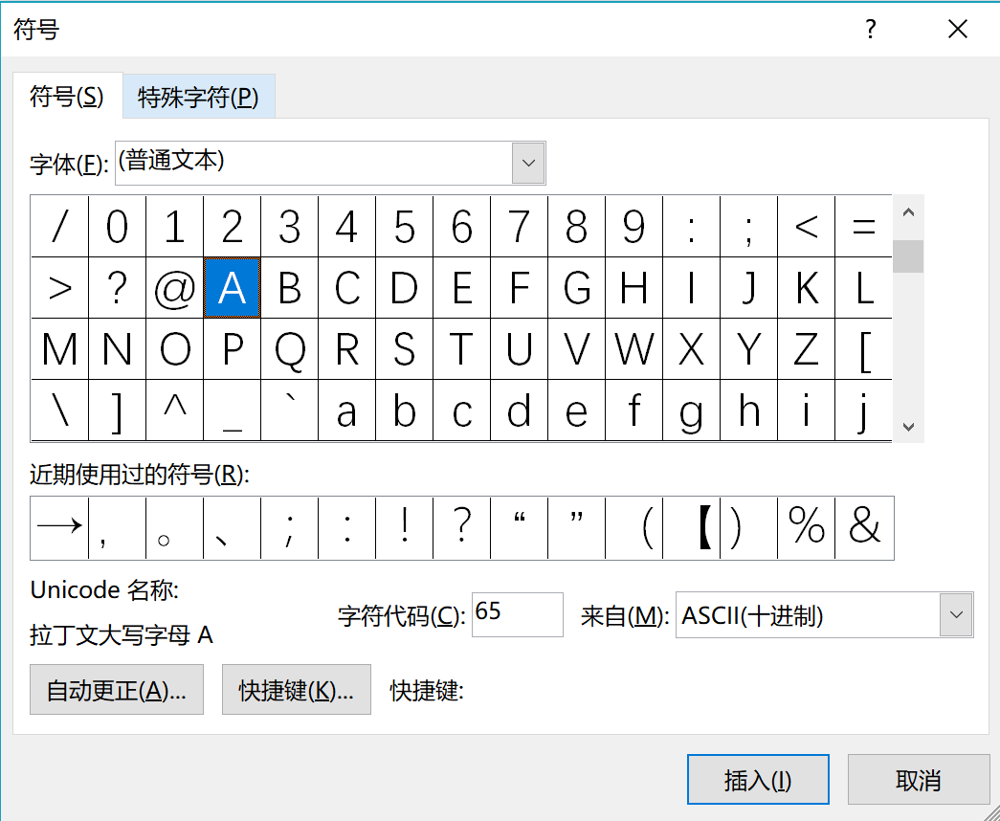 符号 ?
符号(S) 特殊字符(P)
字体(F): (普通文本)
/ 0 1 2 3 4 5 6 7 8 9 : ; < =
> ? @ A B C D E F G H I J K L
M N O P Q R S T U V W X Y Z [
\ ] ^ _ ` a b c d e f g h i j
近期使用过的符号(R):
→ , 。 、 ; : ! ? “ ” ( 【 ) % &
Unicode 名称:
拉丁文大写字母 A
字符代码(C): 65 来自(M): ASCII(十进制)
自动更正(A)... 快捷键(K)... 快捷键:
插入(I) 取消